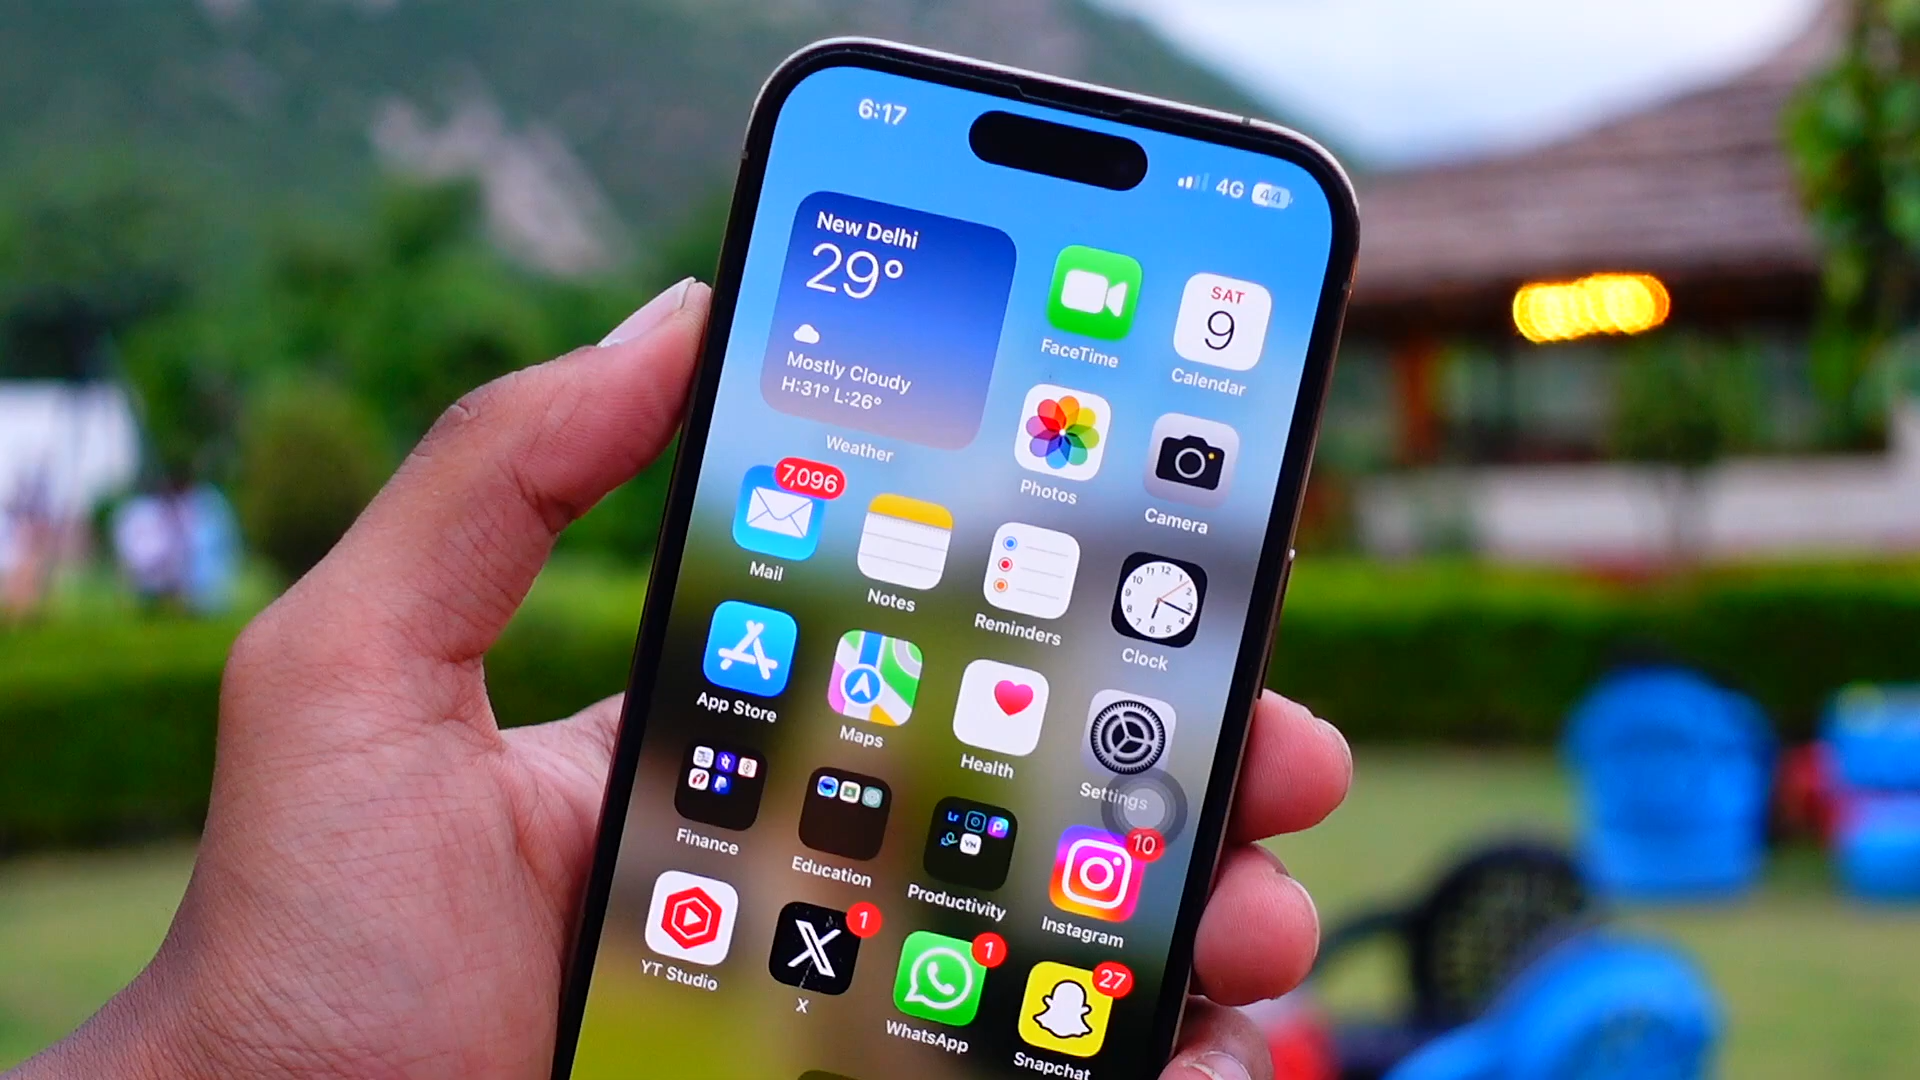 6:17
4G 44
New Delhi
29°
Mostly Cloudy
H:31° L:26°
Weather
FaceTime
SAT
9
Calendar
Photos
Camera
7,096
Mail
Notes
Reminders
Clock
App Store
Maps
Health
Settings
Finance
Education
Lr
VN
Productivity
10
Instagram
YT Studio
1
X
1
WhatsApp
27
Snapchat